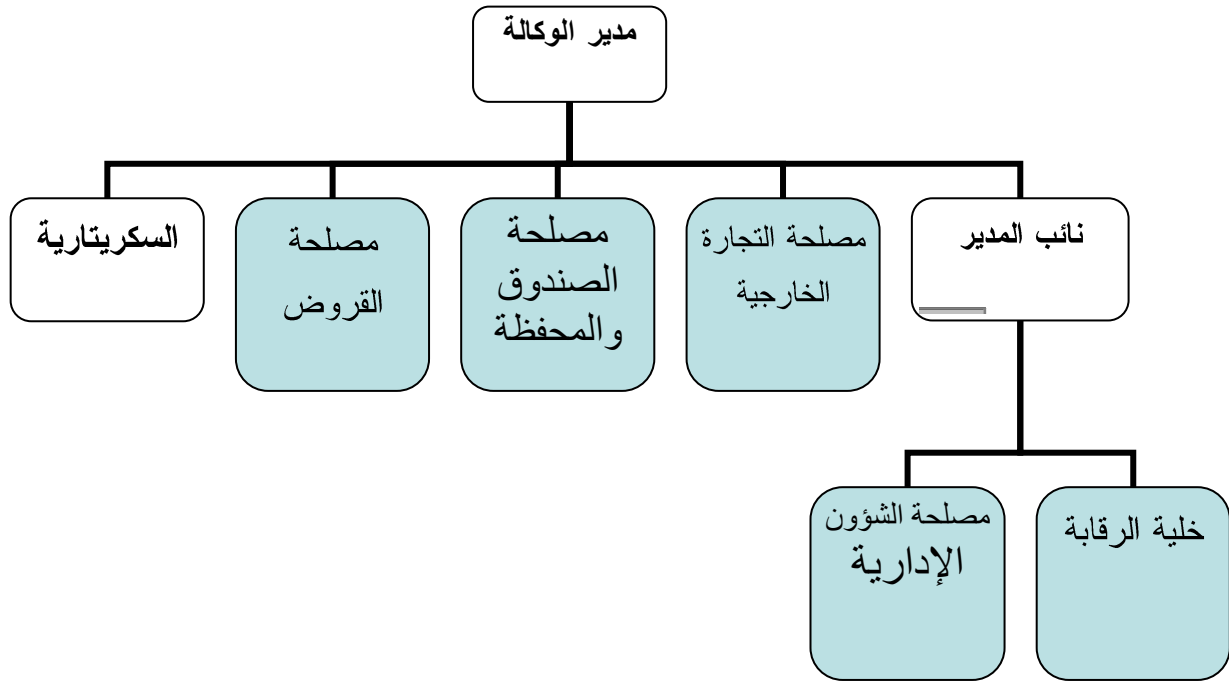 مدير الوكالة
نائب المدير
مصلحة التجارة
الخارجية
مصلحة
الصندوق
والمحفظة
مصلحة
القروض
السكريتارية
خلية الرقابة
مصلحة الشؤون
الإدارية